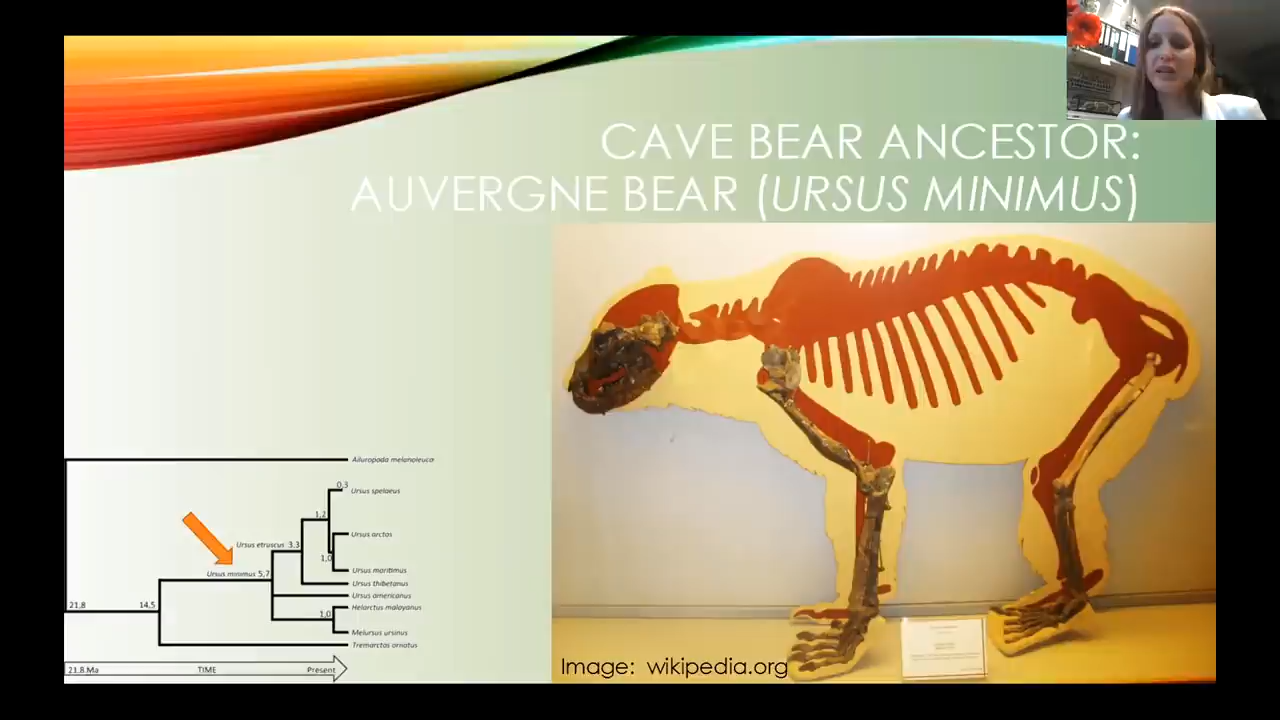 CAVE BEAR ANCESTOR:
AUVERGNE BEAR (URSUS MINIMUS)
Ailuropoda melanoleuca
0,3
Ursus spelaeus
1,2
Ursus arctos
Ursus etruscus 3,3
1,0
Ursus maritimus
Ursus minimus 5,7
Ursus thibetanus
Ursus americanus
21,8
14,5
Helarctus malayanus
1,0
Melursus ursinus
Tremarctos ornatus
21.8 Ma
TIME
Present
Image: wikipedia.org